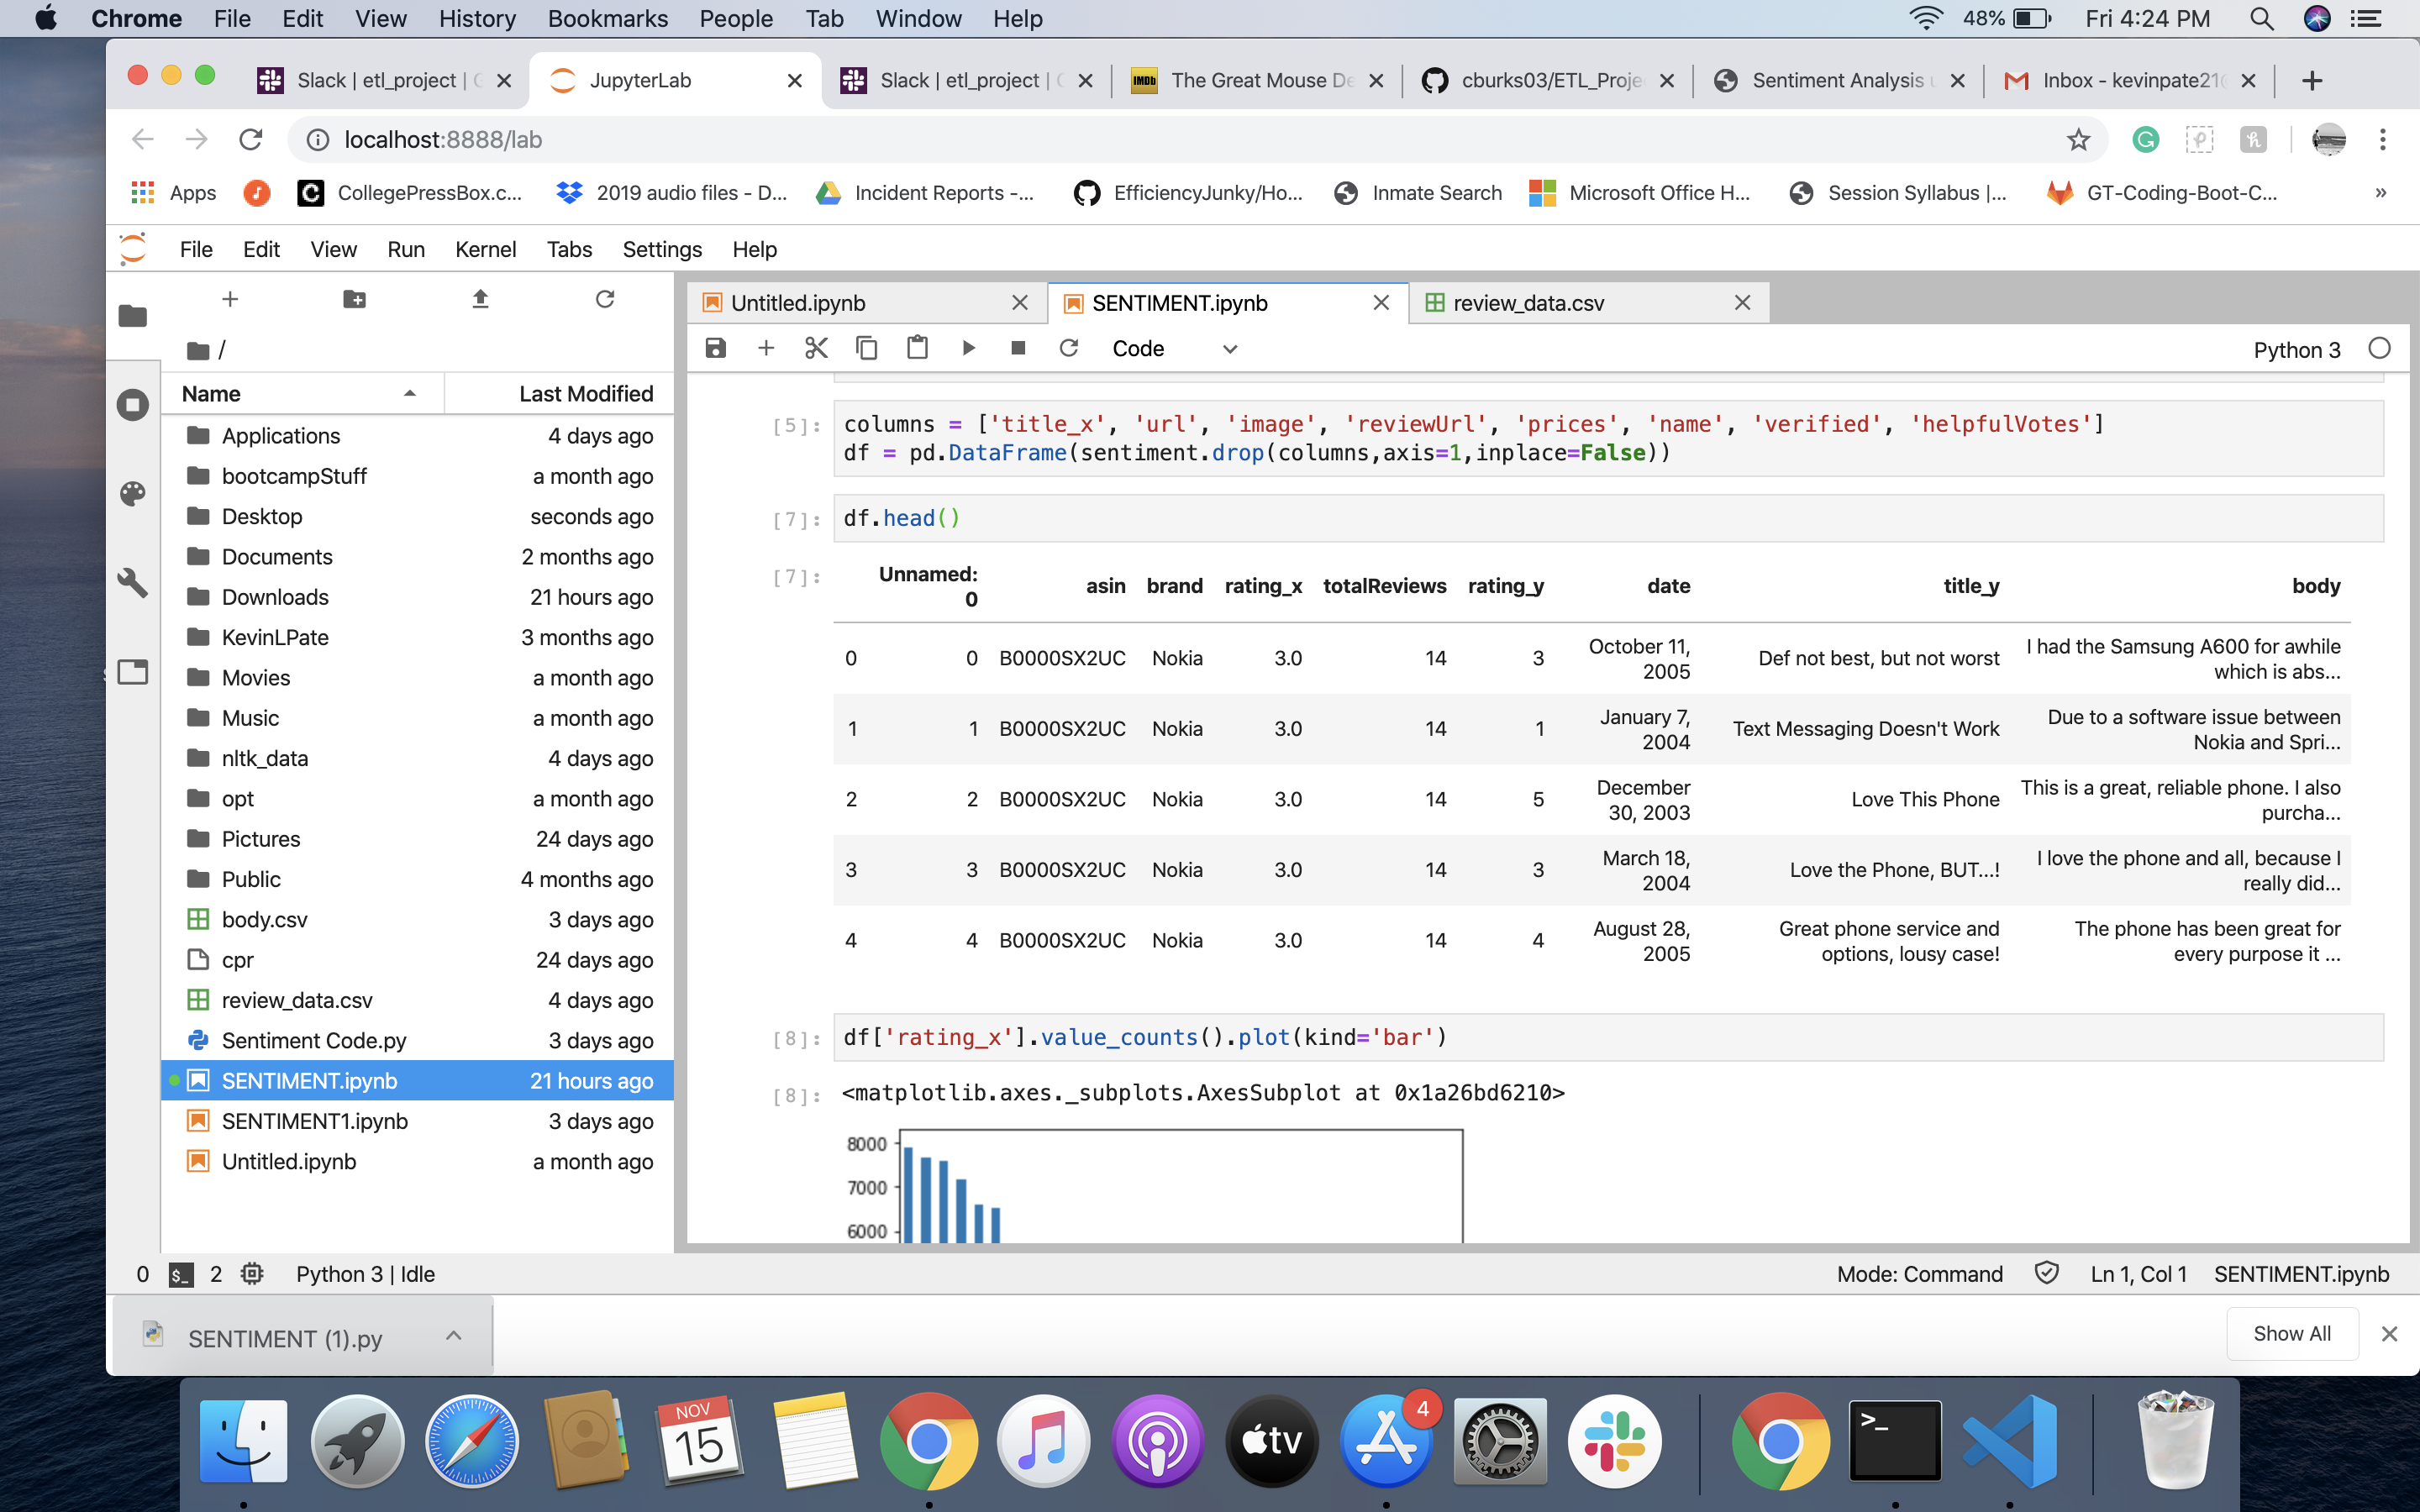 Chrome File Edit View History Bookmarks People Tab Window Help 48% Fri 4:24 PM
Slack | etl_project | JupyterLab Slack | etl_project | The Great Mouse De cburks03/ETL_Proje Sentiment Analysis Inbox - kevinpate21
localhost:8888/lab
Apps CollegePressBox.c... 2019 audio files - D... Incident Reports -... EfficiencyJunky/Ho... Inmate Search Microsoft Office H... Session Syllabus |... GT-Coding-Boot-C... »
File Edit View Run Kernel Tabs Settings Help
Untitled.ipynb SENTIMENT.ipynb review_data.csv
Code Python 3
/
Name Last Modified
Applications 4 days ago
bootcampStuff a month ago
Desktop seconds ago
Documents 2 months ago
Downloads 21 hours ago
KevinLPate 3 months ago
Movies a month ago
Music a month ago
nltk_data 4 days ago
opt a month ago
Pictures 24 days ago
Public 4 months ago
body.csv 3 days ago
cpr 24 days ago
review_data.csv 4 days ago
Sentiment Code.py 3 days ago
SENTIMENT.ipynb 21 hours ago
SENTIMENT1.ipynb 3 days ago
Untitled.ipynb a month ago
[5]: columns = ['title_x', 'url', 'image', 'reviewUrl', 'prices', 'name', 'verified', 'helpfulVotes']
df = pd.DataFrame(sentiment.drop(columns,axis=1,inplace=False))
[7]: df.head()
[7]: Unnamed: 0 asin brand rating_x totalReviews rating_y date title_y body
0 0 B0000SX2UC Nokia 3.0 14 3 October 11, 2005 Def not best, but not worst I had the Samsung A600 for awhile which is abs...
1 1 B0000SX2UC Nokia 3.0 14 1 January 7, 2004 Text Messaging Doesn't Work Due to a software issue between Nokia and Spri...
2 2 B0000SX2UC Nokia 3.0 14 5 December 30, 2003 Love This Phone This is a great, reliable phone. I also purcha...
3 3 B0000SX2UC Nokia 3.0 14 3 March 18, 2004 Love the Phone, BUT...! I love the phone and all, because I really did...
4 4 B0000SX2UC Nokia 3.0 14 4 August 28, 2005 Great phone service and options, lousy case! The phone has been great for every purpose it ...
[8]: df['rating_x'].value_counts().plot(kind='bar')
[8]: <matplotlib.axes._subplots.AxesSubplot at 0x1a26bd6210>
8000
7000
6000
0 $_ 2 Python 3 | Idle Mode: Command Ln 1, Col 1 SENTIMENT.ipynb
SENTIMENT (1).py Show All
NOV
15
tv
4
>_